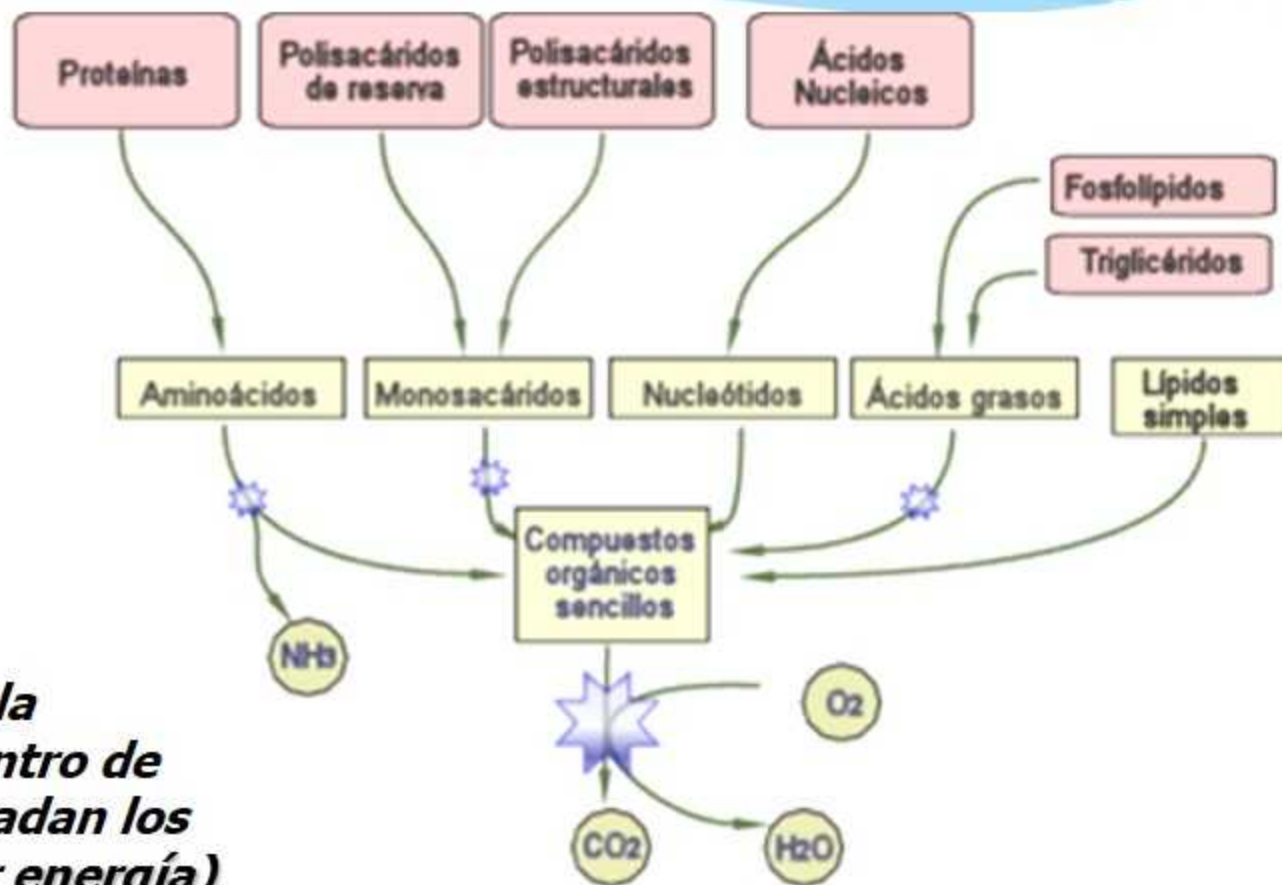 Proteínas
Polisacáridos
de reserva
Polisacáridos
estructurales
Ácidos
Nucleicos
Fosfolípidos
Triglicéridos
Aminoácidos
Monosacáridos
Nucleótidos
Ácidos grasos
Lípidos
simples
Compuestos
orgánicos
sencillos
NH3
O2
CO2
H2O
la
ntro de
adan los
energía)